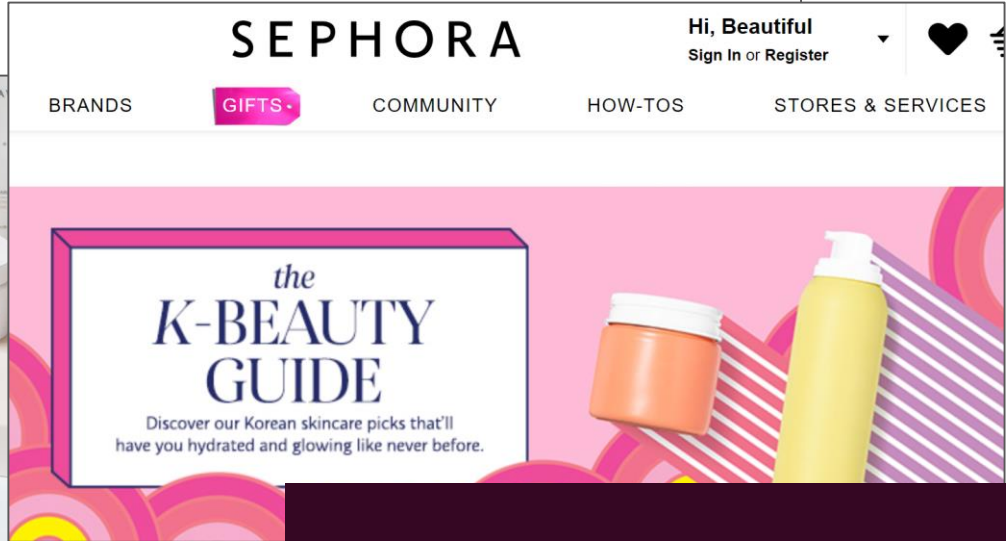 SEPHORA
Hi, Beautiful
Sign In or Register
BRANDS GIFTS COMMUNITY HOW-TOS STORES & SERVICES
the
K-BEAUTY
GUIDE
Discover our Korean skincare picks that'll
have you hydrated and glowing like never before.